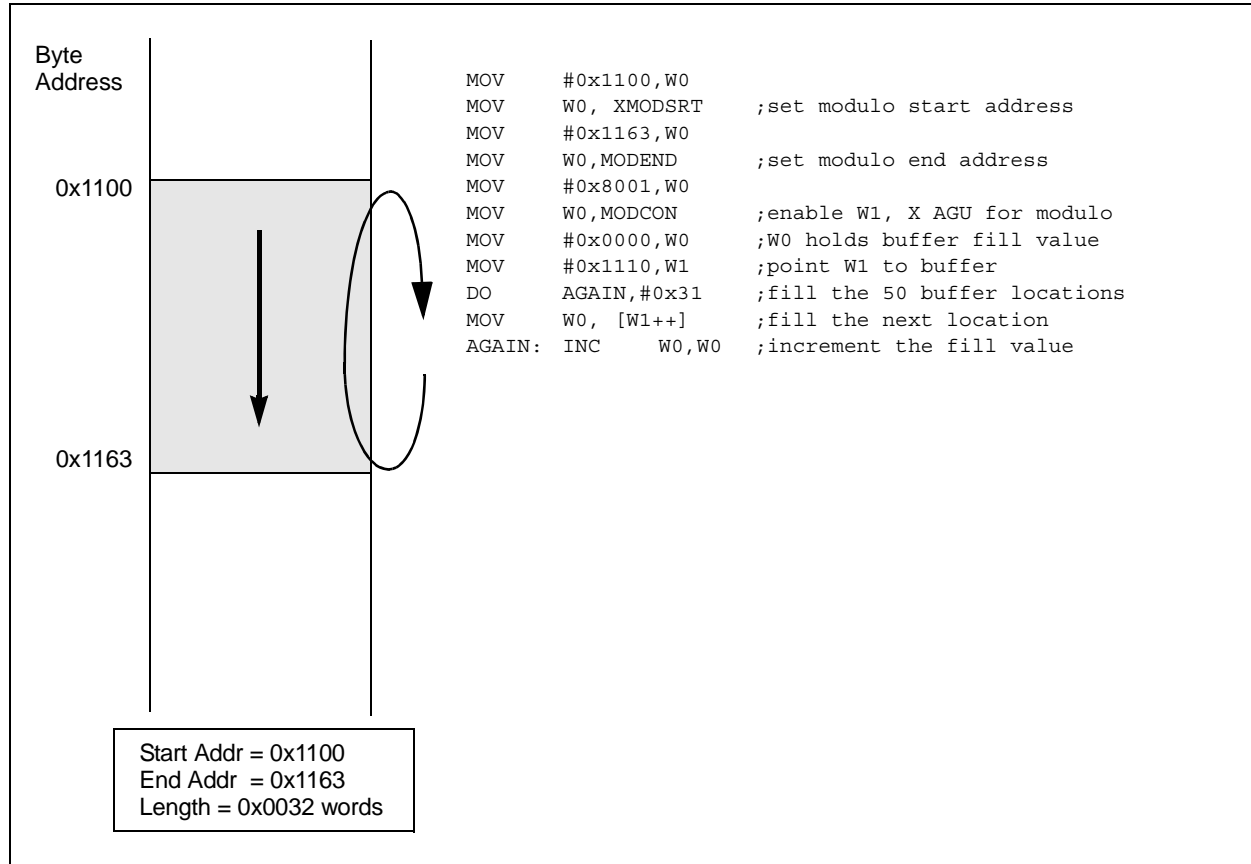 Byte
Address
MOV #0x1100,W0
MOV W0, XMODSRT ;set modulo start address
MOV #0x1163,W0
MOV W0,MODEND ;set modulo end address
MOV #0x8001,W0
MOV W0,MODCON ;enable W1, X AGU for modulo
MOV #0x0000,W0 ;W0 holds buffer fill value
MOV #0x1110,W1 ;point W1 to buffer
DO AGAIN,#0x31 ;fill the 50 buffer locations
MOV W0, [W1++] ;fill the next location
AGAIN: INC W0,W0 ;increment the fill value
0x1100
0x1163
Start Addr = 0x1100
End Addr = 0x1163
Length = 0x0032 words